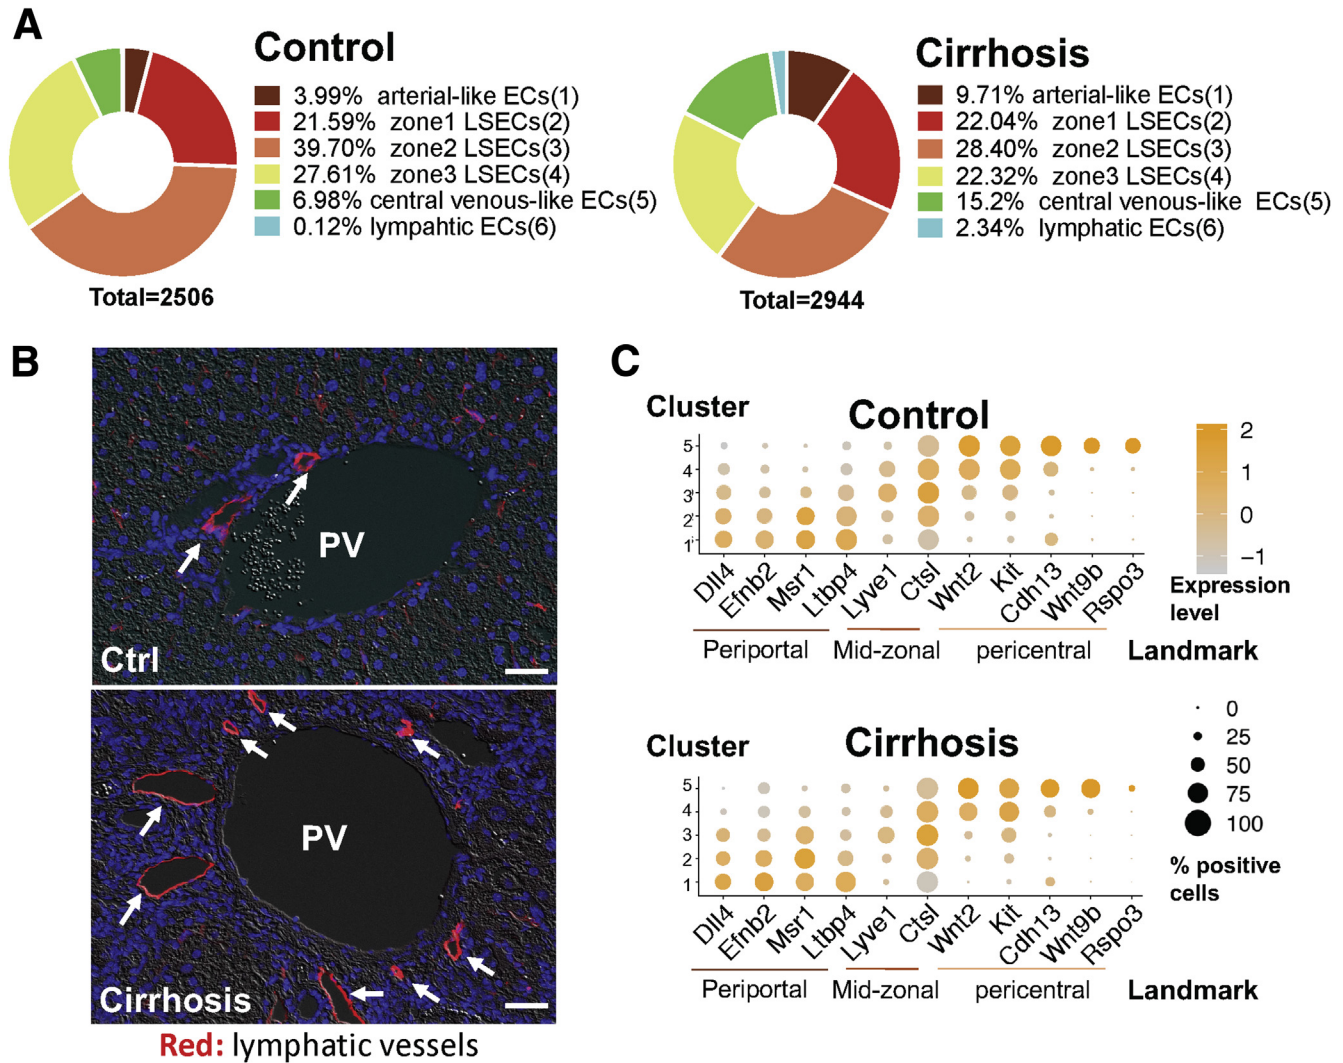 A
Control
3.99% arterial-like ECs(1)
21.59% zone1 LSECs(2)
39.70% zone2 LSECs(3)
27.61% zone3 LSECs(4)
6.98% central venous-like ECs(5)
0.12% lympahtic ECs(6)
Total=2506
Cirrhosis
9.71% arterial-like ECs(1)
22.04% zone1 LSECs(2)
28.40% zone2 LSECs(3)
22.32% zone3 LSECs(4)
15.2% central venous-like ECs(5)
2.34% lymphatic ECs(6)
Total=2944
B
PV
Ctrl
PV
Cirrhosis
Red: lymphatic vessels
C
Cluster
Control
5
4
3
2
1
Dll4 Efnb2 Msr1 Ltbp4 Lyve1 Ctsl Wnt2 Kit Cdh13 Wnt9b Rspo3
Periportal Mid-zonal pericentral Landmark
2
1
0
-1
Expression
level
Cluster
Cirrhosis
5
4
3
2
1
Dll4 Efnb2 Msr1 Ltbp4 Lyve1 Ctsl Wnt2 Kit Cdh13 Wnt9b Rspo3
Periportal Mid-zonal pericentral Landmark
0
25
50
75
100
% positive
cells